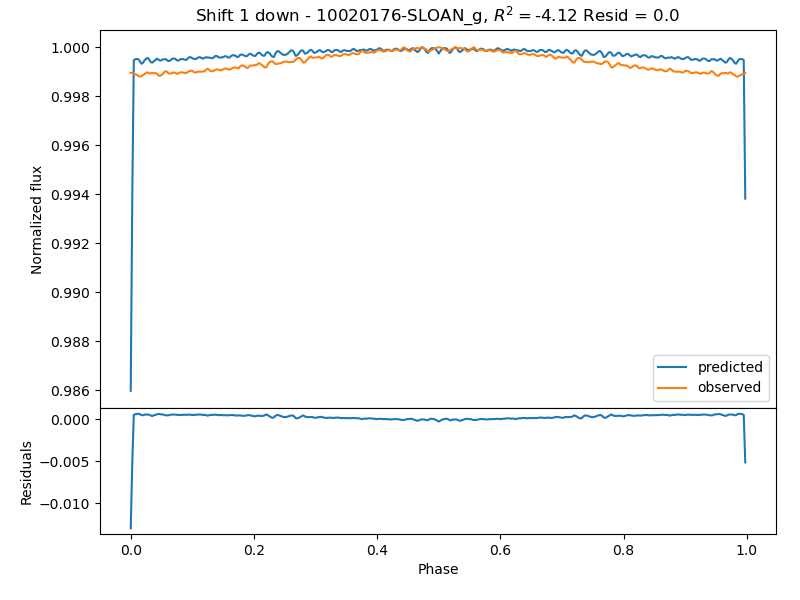 Shift 1 down - 10020176-SLOAN_g, R² = -4.12 Resid = 0.0
1.000
0.998
0.996
0.994
0.992
0.990
0.988
0.986
Normalized flux
predicted
observed
0.000
−0.005
−0.010
Residuals
0.0 0.2 0.4 0.6 0.8 1.0
Phase